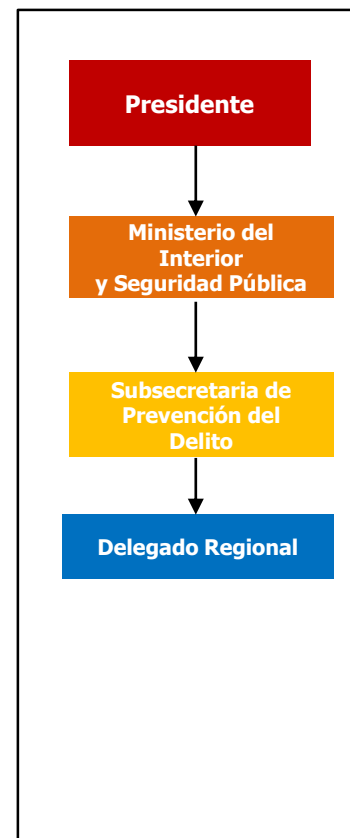 Presidente
Ministerio del
Interior
y Seguridad Pública
Subsecretaria de
Prevención del
Delito
Delegado Regional